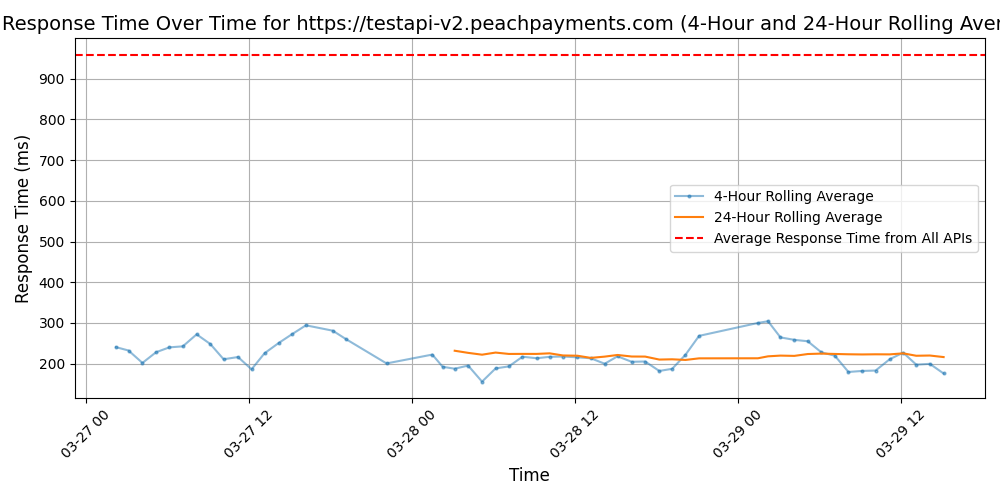 Response Time Over Time for https://testapi-v2.peachpayments.com (4-Hour and 24-Hour Rolling Aver
Response Time (ms)
900
800
700
600
500
400
300
200
4-Hour Rolling Average
24-Hour Rolling Average
Average Response Time from All APIs
03-27 00
03-27 12
03-28 00
03-28 12
03-29 00
03-29 12
Time